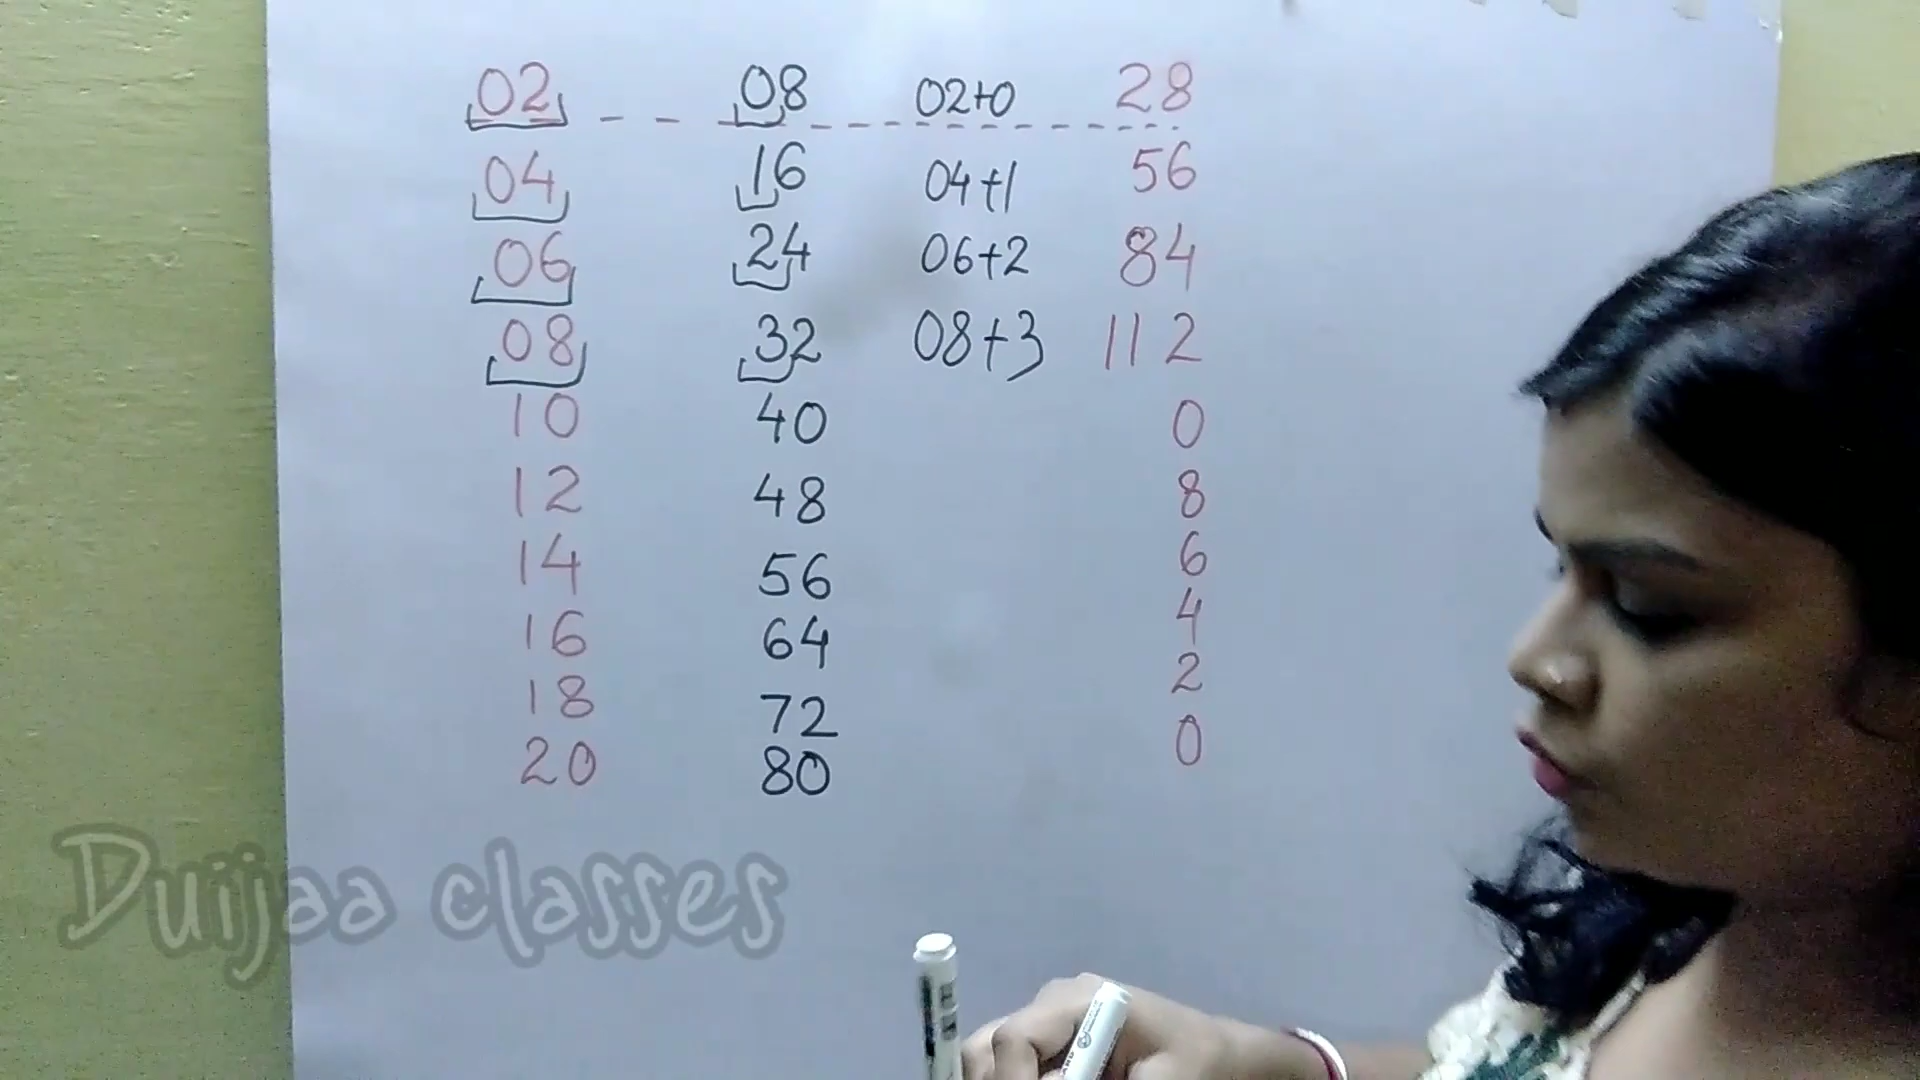 02 -- 08 02+0 28
04 16 04+1 56
06 24 06+2 84
08 32 08+3 112
10 40 0
12 48 8
14 56 6
16 64 4
18 72 2
20 80 0
Duijaa classes